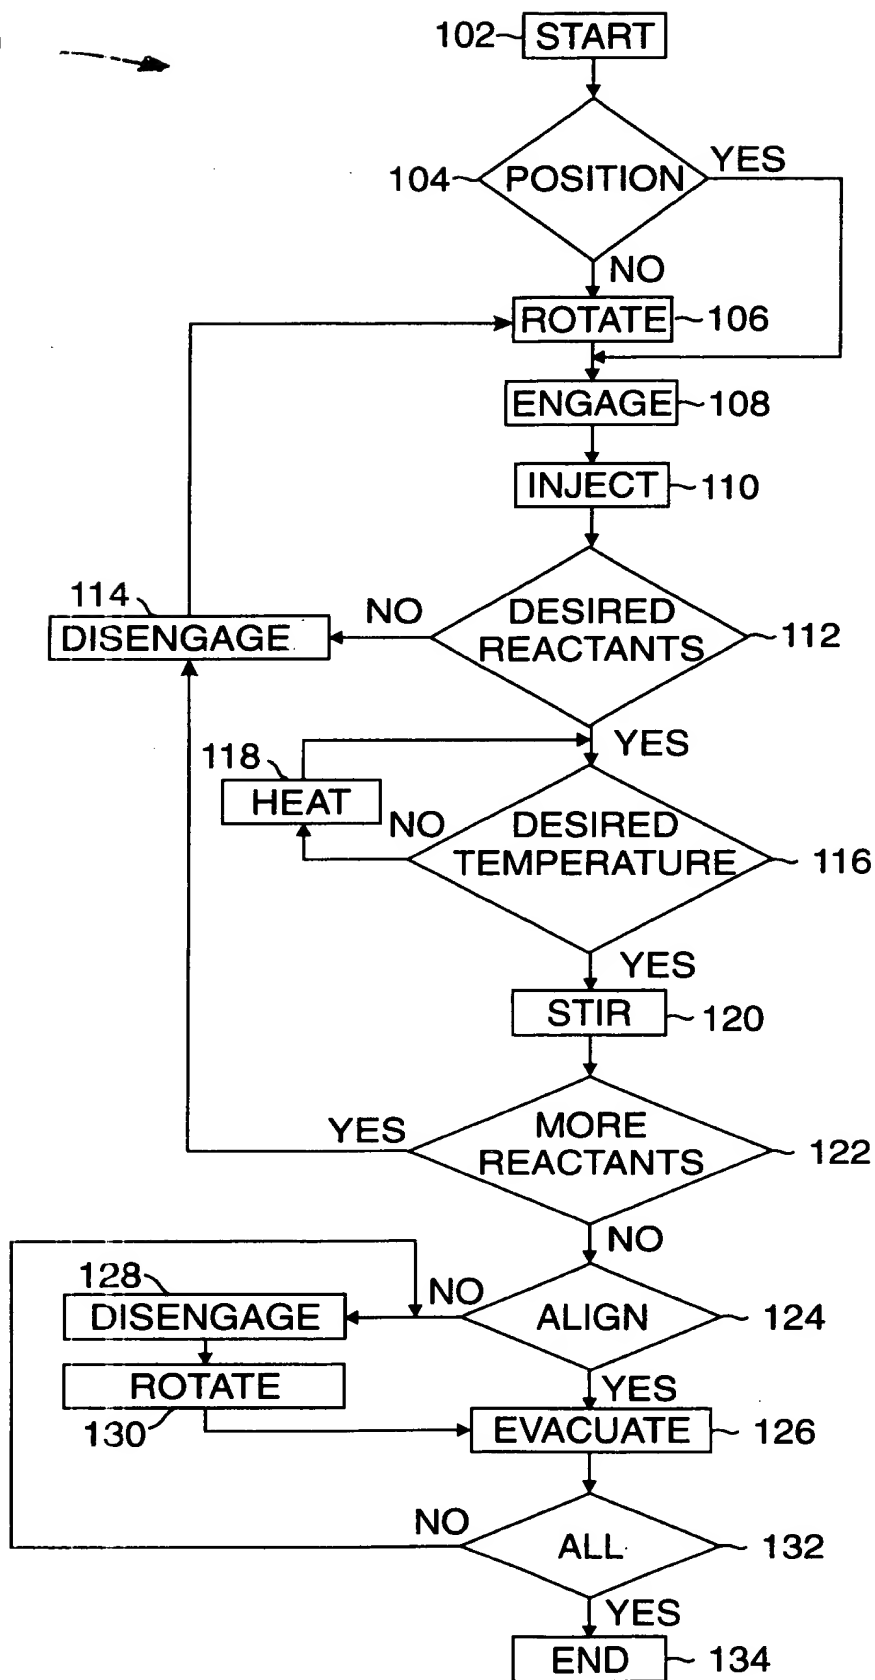 102 START
104 POSITION YES
NO
ROTATE 106
ENGAGE 108
INJECT 110
114
DISENGAGE NO DESIRED
REACTANTS 112
YES
118
HEAT NO DESIRED
TEMPERATURE 116
YES
STIR 120
YES MORE
REACTANTS 122
NO
128
DISENGAGE NO ALIGN 124
ROTATE
130
YES
EVACUATE 126
NO ALL 132
YES
END 134